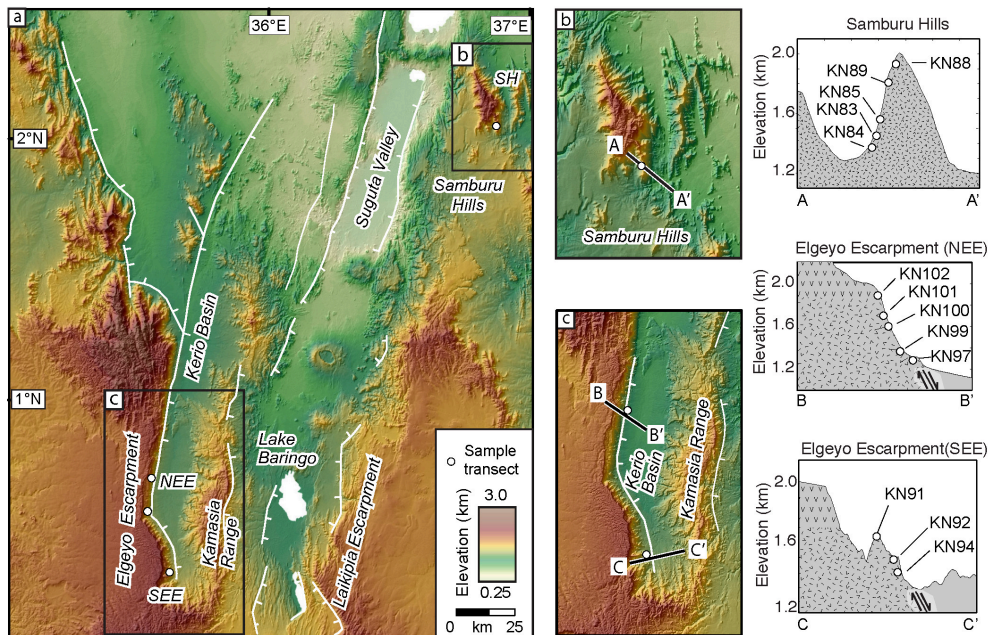 a
36°E
37°E
b
SH
2°N
Suguta Valley
Samburu
Hills
Kerio Basin
1°N
c
Elgeyo Escarpment
NEE
Kamasia
Range
SEE
Lake
Baringo
Laikipia Escarpment
Sample
transect
Elevation (km)
3.0
0.25
0 km 25
b
A
A′
Samburu Hills
c
B
B′
Kerio
Basin
Kamasia Range
C
C′
Samburu Hills
Elevation (km)
2.0
1.6
1.2
KN89
KN88
KN85
KN83
KN84
A
A′
Elgeyo Escarpment (NEE)
Elevation (km)
2.0
1.6
1.2
KN102
KN101
KN100
KN99
KN97
B
B′
Elgeyo Escarpment(SEE)
Elevation (km)
2.0
1.6
1.2
KN91
KN92
KN94
C
C′